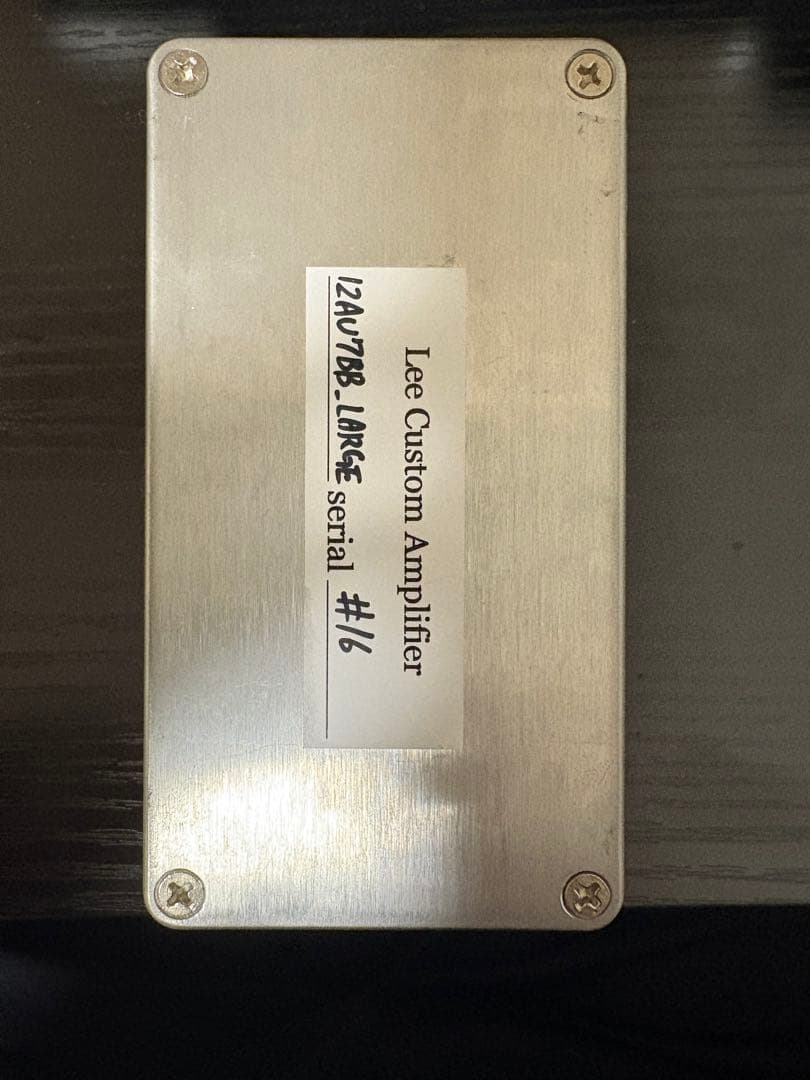 Lee Custom Amplifier
12AU7BB_LARGE serial #16